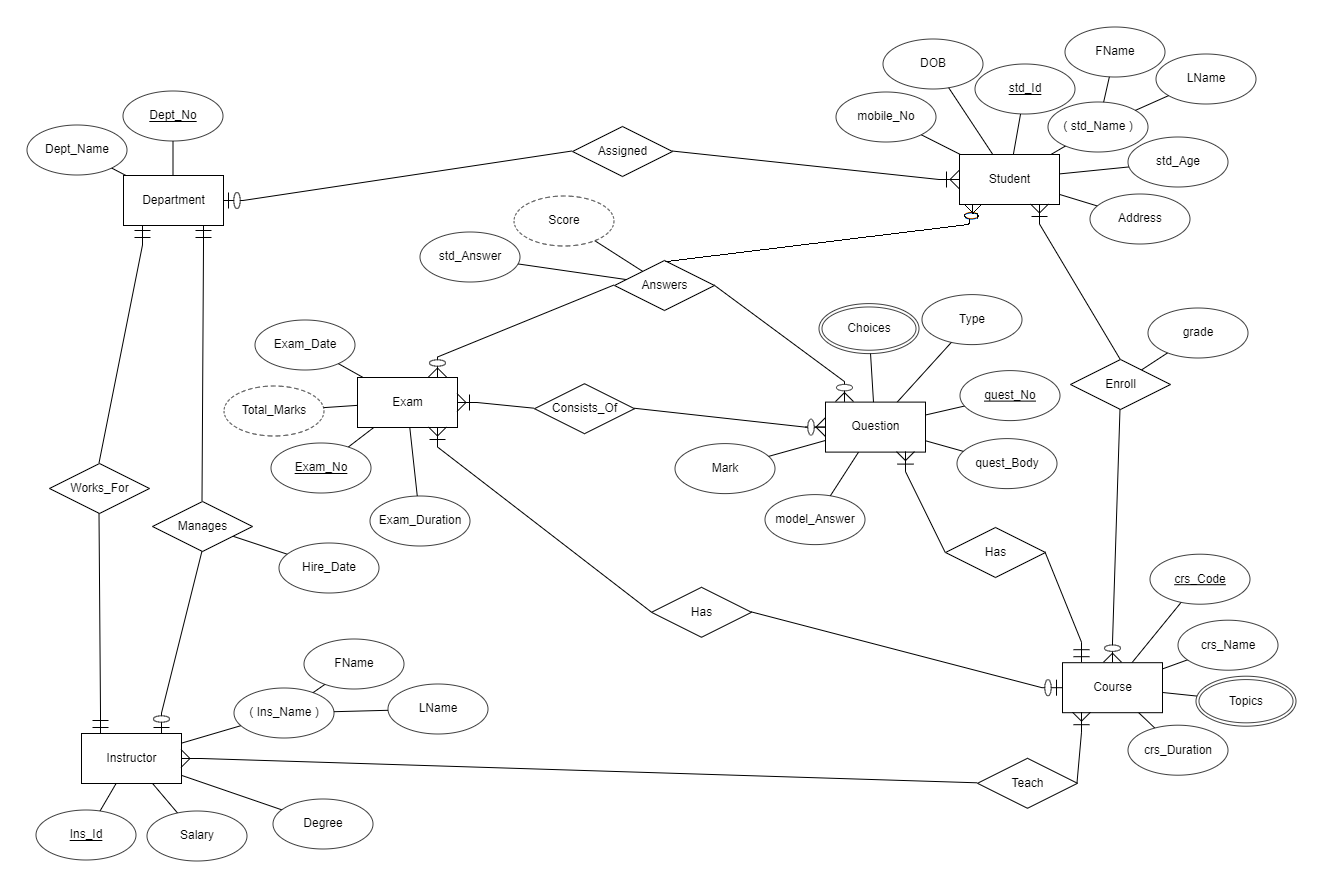 FName
DOB
LName
std_Id
mobile_No
( std_Name )
Dept_No
Dept_Name
Assigned
std_Age
Student
Department
Address
Score
std_Answer
Answers
Choices
Type
grade
Exam_Date
Enroll
quest_No
Total_Marks
Exam
Consists_Of
Question
Exam_No
Mark
quest_Body
Works_For
Exam_Duration
model_Answer
Manages
Has
Hire_Date
crs_Code
Has
crs_Name
FName
Course
Topics
( Ins_Name )
LName
crs_Duration
Instructor
Teach
Degree
Ins_Id
Salary